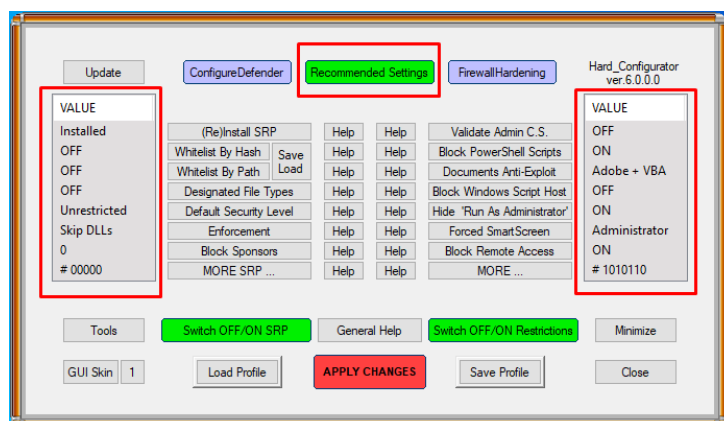 Update ConfigureDefender Recommended Settings FirewallHardening Hard_Configurator
ver.6.0.0.0
VALUE VALUE
Installed (Re)Install SRP Help Help Validate Admin C.S. OFF
OFF Whitelist By Hash Save Help Help Block PowerShell Scripts ON
OFF Whitelist By Path Load Help Help Documents Anti-Exploit Adobe + VBA
OFF Designated File Types Help Help Block Windows Script Host OFF
Unrestricted Default Security Level Help Help Hide 'Run As Administrator' ON
Skip DLLs Enforcement Help Help Forced SmartScreen Administrator
0 Block Sponsors Help Help Block Remote Access ON
# 00000 MORE SRP ... Help Help MORE ... # 1010110
Tools Switch OFF/ON SRP General Help Switch OFF/ON Restrictions Minimize
GUI Skin 1 Load Profile APPLY CHANGES Save Profile Close